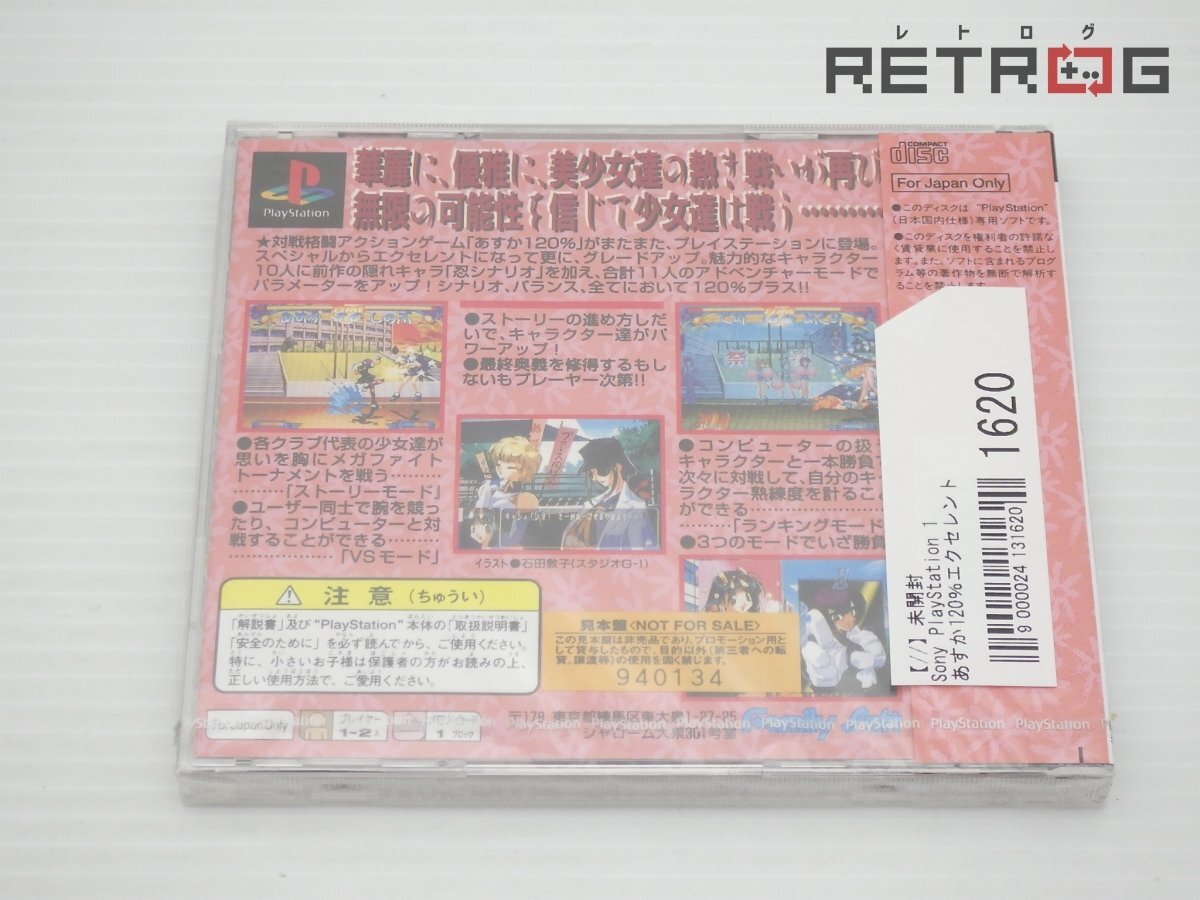 レトログ
RETROG
PlayStation
華麗に、優雅に、美少女達の熱き戦いが再び
無限の可能性を信じて少女達は戦う………
★対戦格闘アクションゲーム「あすか120%」がまたまた、プレイステーションに登場。
スペシャルからエクセレントになって更に、グレードアップ。魅力的なキャラクター
10人に前作の隠れキャラ「忍シナリオ」を加え、合計11人のアドベンチャーモードで
パラメーターをアップ!シナリオ、バランス、全てにおいて120%プラス!!
●ストーリーの進め方しだ
いで、キャラクター達がパ
ワーアップ!
●最終奥義を修得するもし
ないもプレーヤー次第!!
●各クラブ代表の少女達が
思いを胸にメガファイト
トーナメントを戦う………
………「ストーリーモード」
●ユーザー同士で腕を競っ
たり、コンピューターと対
戦することができる………
………「VSモード」
イラスト●石田敦子(スタジオG-1)
●コンピューターの扱う
キャラクターと一本勝負
次々に対戦して、自分のキ
ラクター熟練度を計ること
ができる………
………「ランキングモード
●3つのモードでいざ勝負
COMPACT
disc
For Japan Only
●このディスクは "PlayStation"
(日本国内仕様)専用ソフトです。
●このディスクを権利者の許諾な
く賃貸業に使用することを禁止し
ます。また、ソフトに含まれるプログ
ラム等の著作物を無断で解析す
ることを禁じます。
【//】未開封
Sony PlayStation 1
あすか120%エクセレント
1620
9 000024 131620
注意(ちゅうい)
「解説書」及び"PlayStation"本体の「取扱説明書」
「安全のために」を必ず読んでから、ご使用ください。
特に、小さいお子様は保護者の方がお読みの上、
正しい使用方法で、ご愛用ください。
見本盤〈NOT FOR SALE〉
この見本盤は非売品であり、プロモーション用と
して貸与したもので、目的以外(第三者への転
貸、譲渡等)の使用を固く禁じます。
940134
For Japan Only
プレイヤー
1~2人
メモリーカード
1 ブロック
PlayStation PlayStation